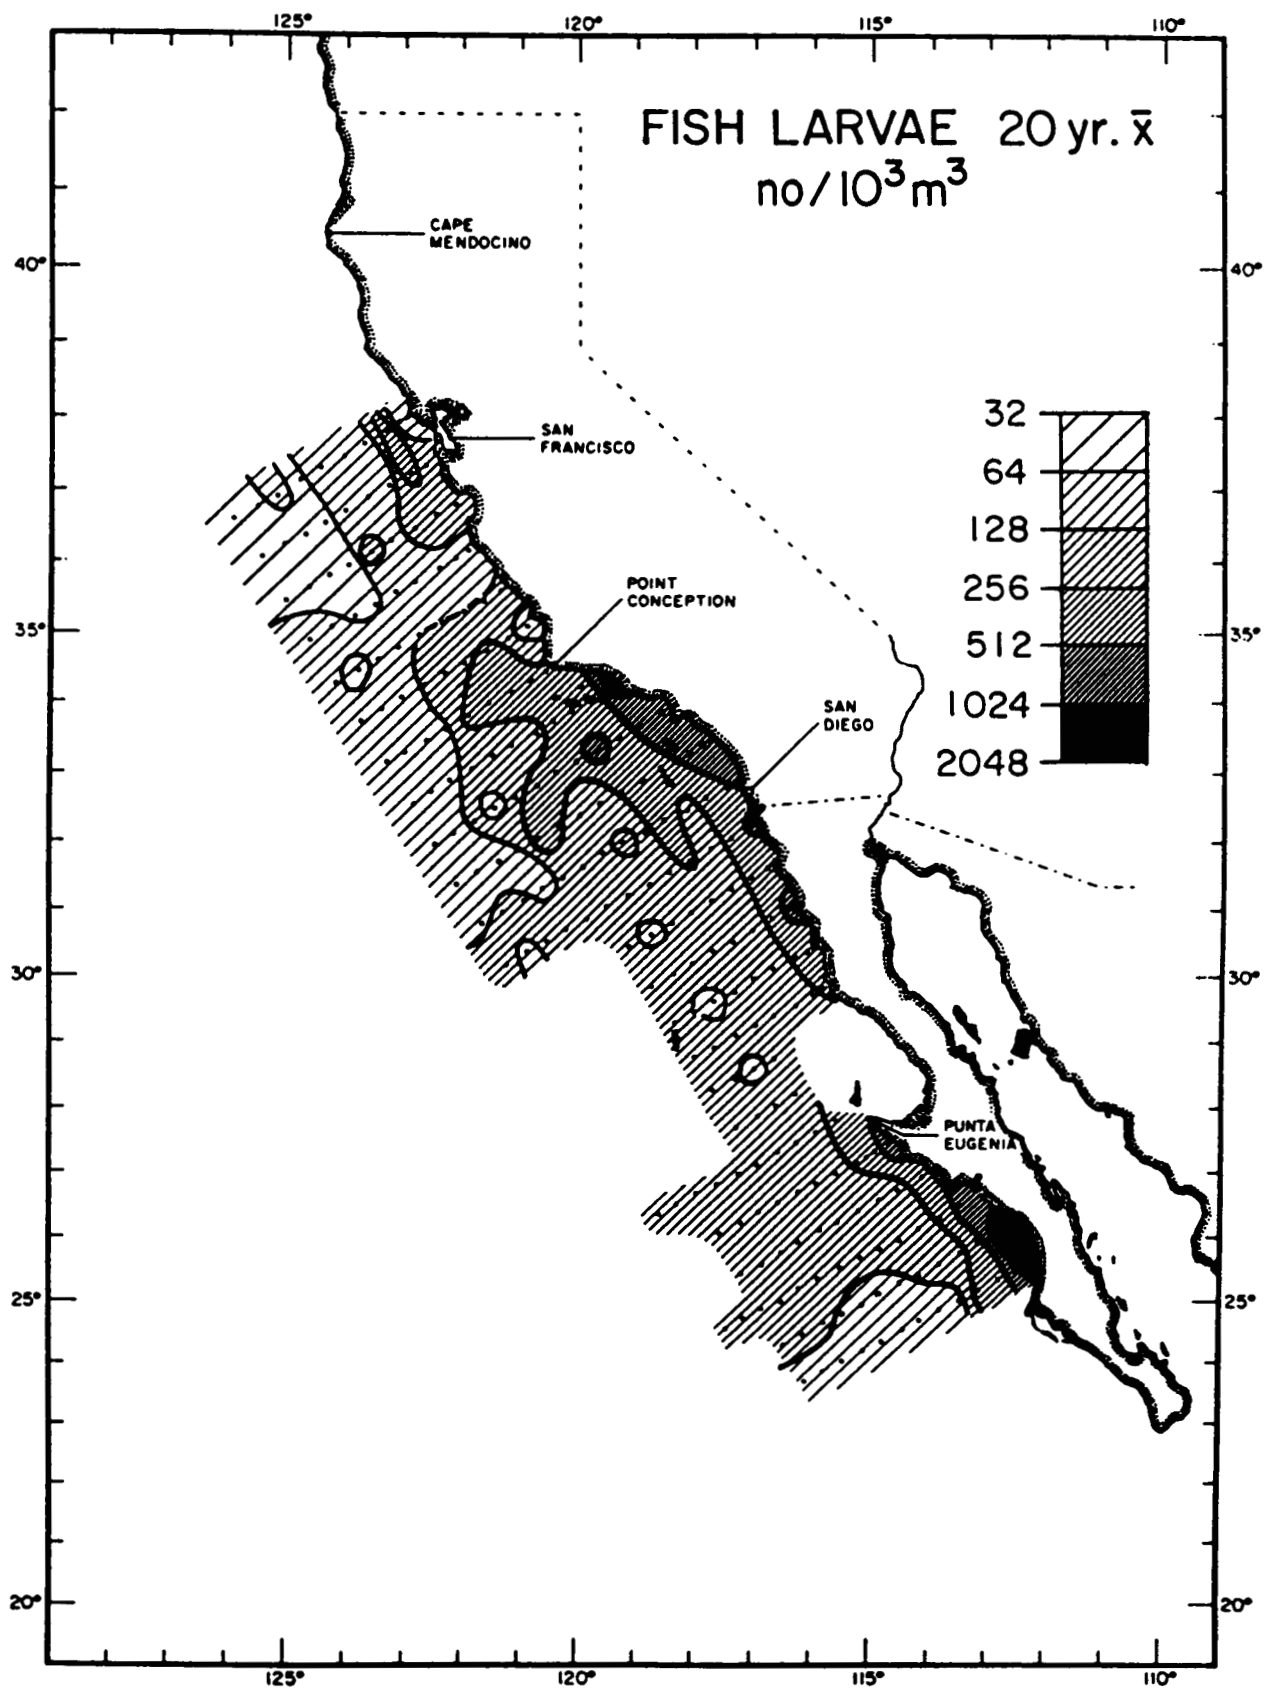 125° 120° 115° 110°
FISH LARVAE 20 yr. x̄
no/10³m³
CAPE
MENDOCINO
40° 40°
32
SAN
FRANCISCO
64
128
POINT
CONCEPTION
256
35° 35°
512
SAN
DIEGO
1024
2048
30° 30°
PUNTA
EUGENIA
25° 25°
20° 20°
125° 120° 115° 110°